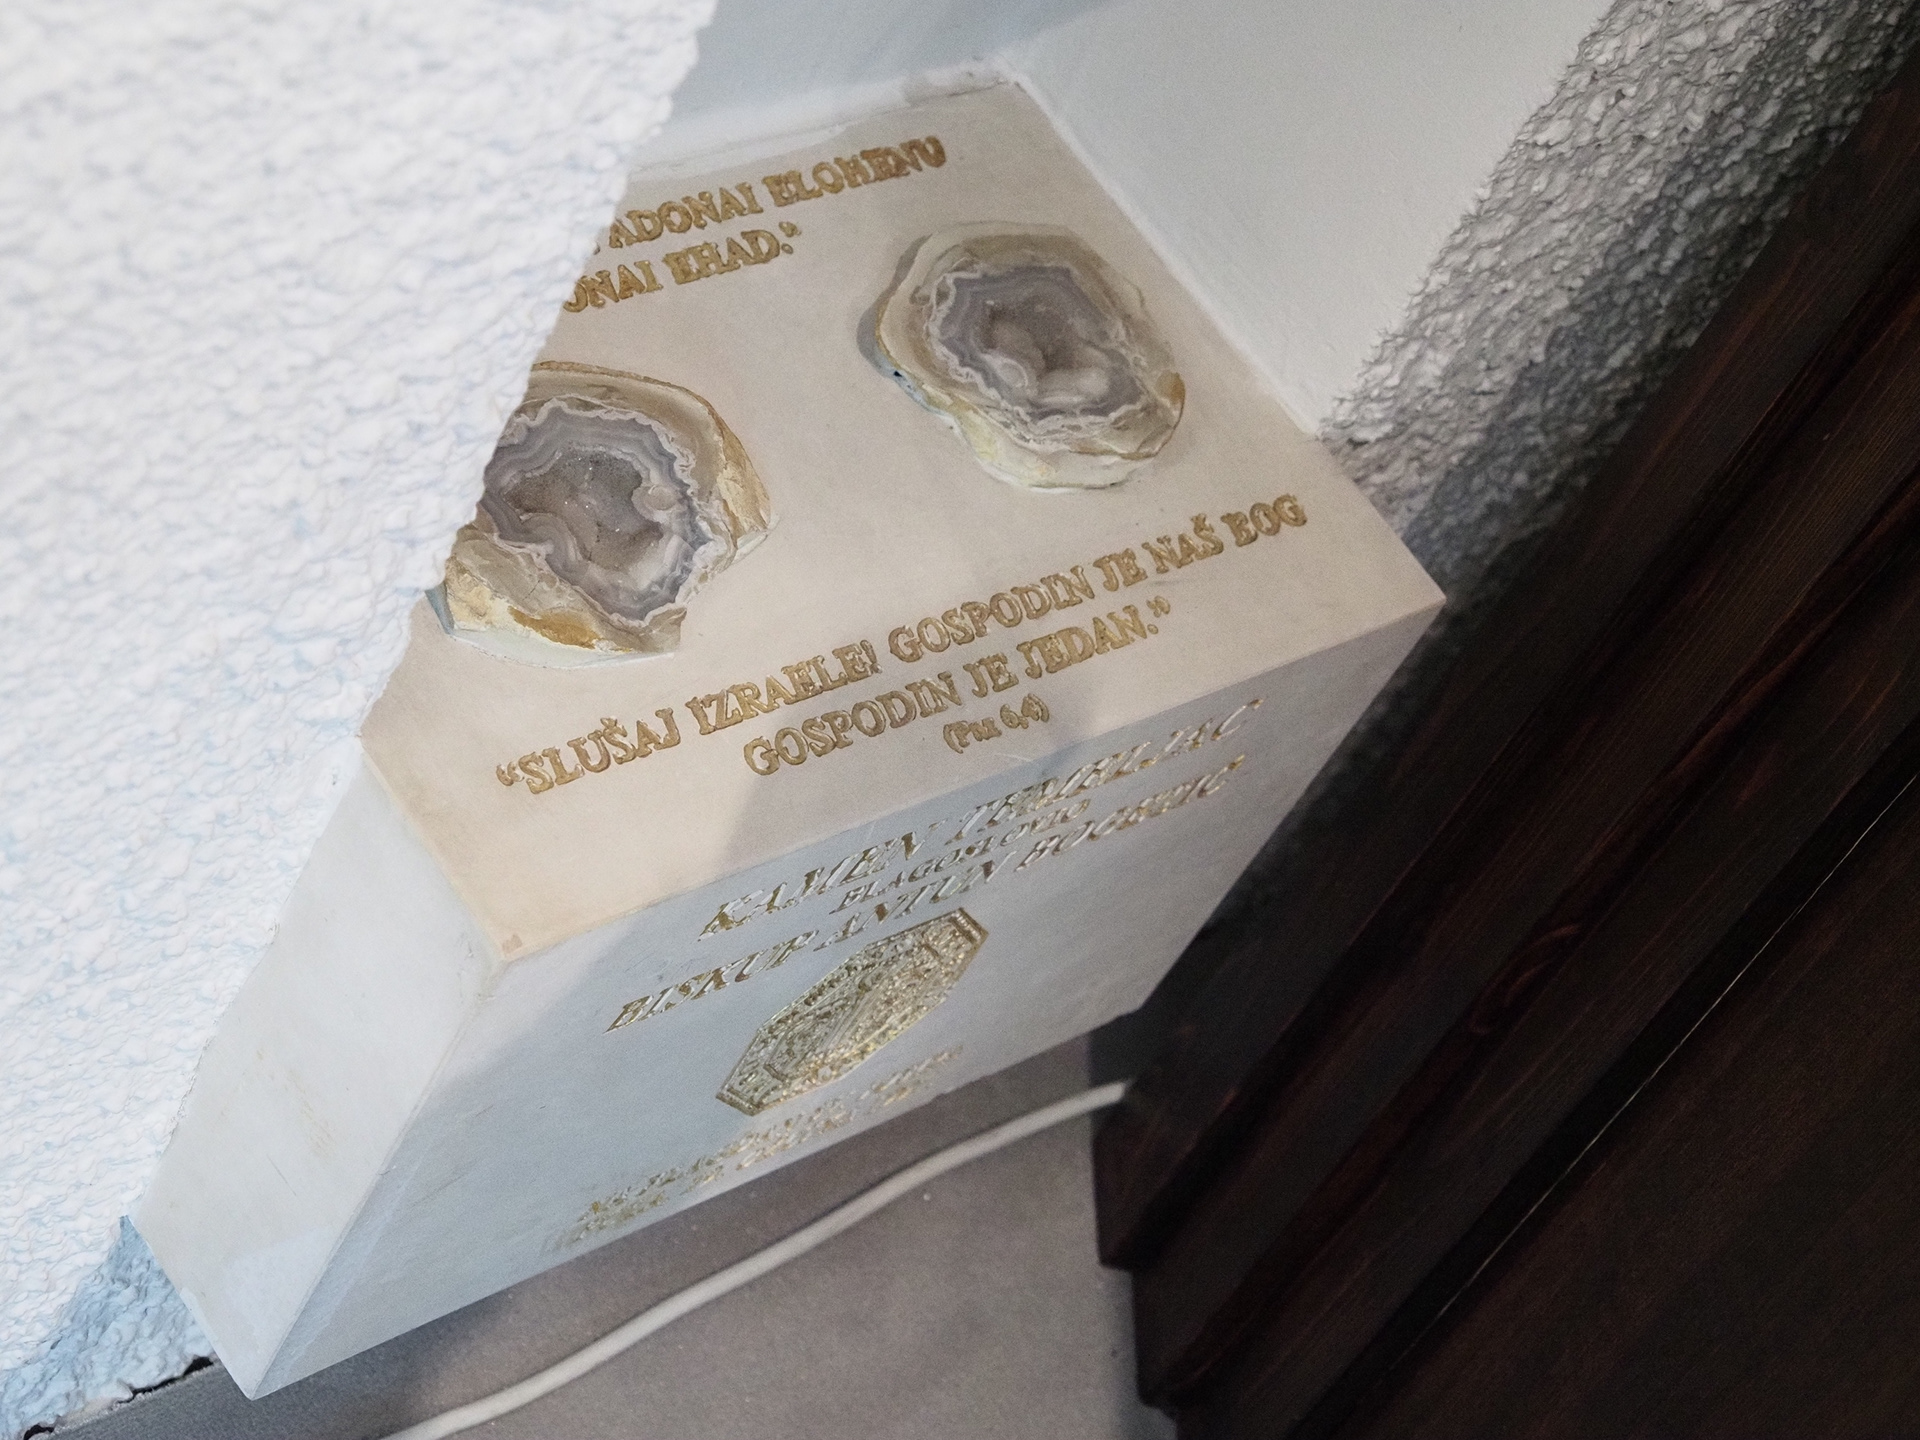 ADONAI ELOHENU
ONAI EHAD.”
“SLUŠAJ IZRAELE! GOSPODIN JE NAŠ BOG
GOSPODIN JE JEDAN.”
(Pnz 6,4)
KAMEN TEMELJAC
BLAGOSLOVIO
BISKUP ANTUN BOGETIĆ